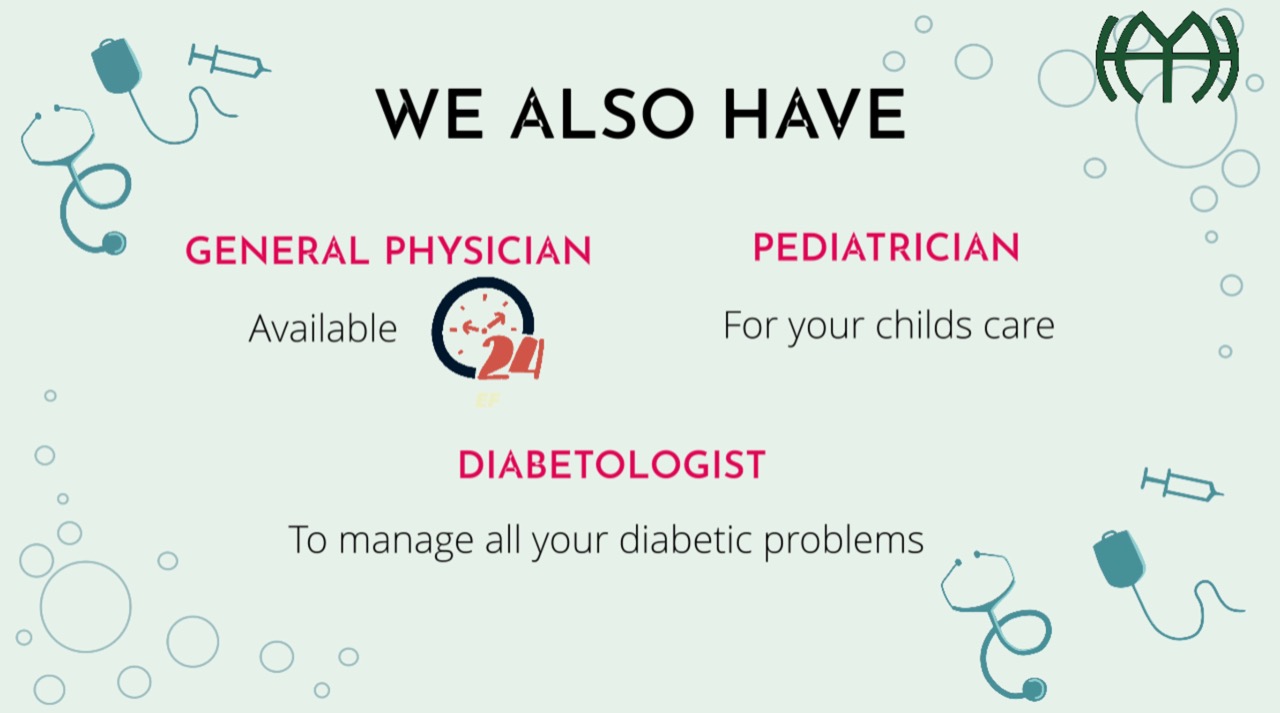 WE ALSO HAVE
GENERAL PHYSICIAN
Available 24
PEDIATRICIAN
For your childs care
DIABETOLOGIST
To manage all your diabetic problems